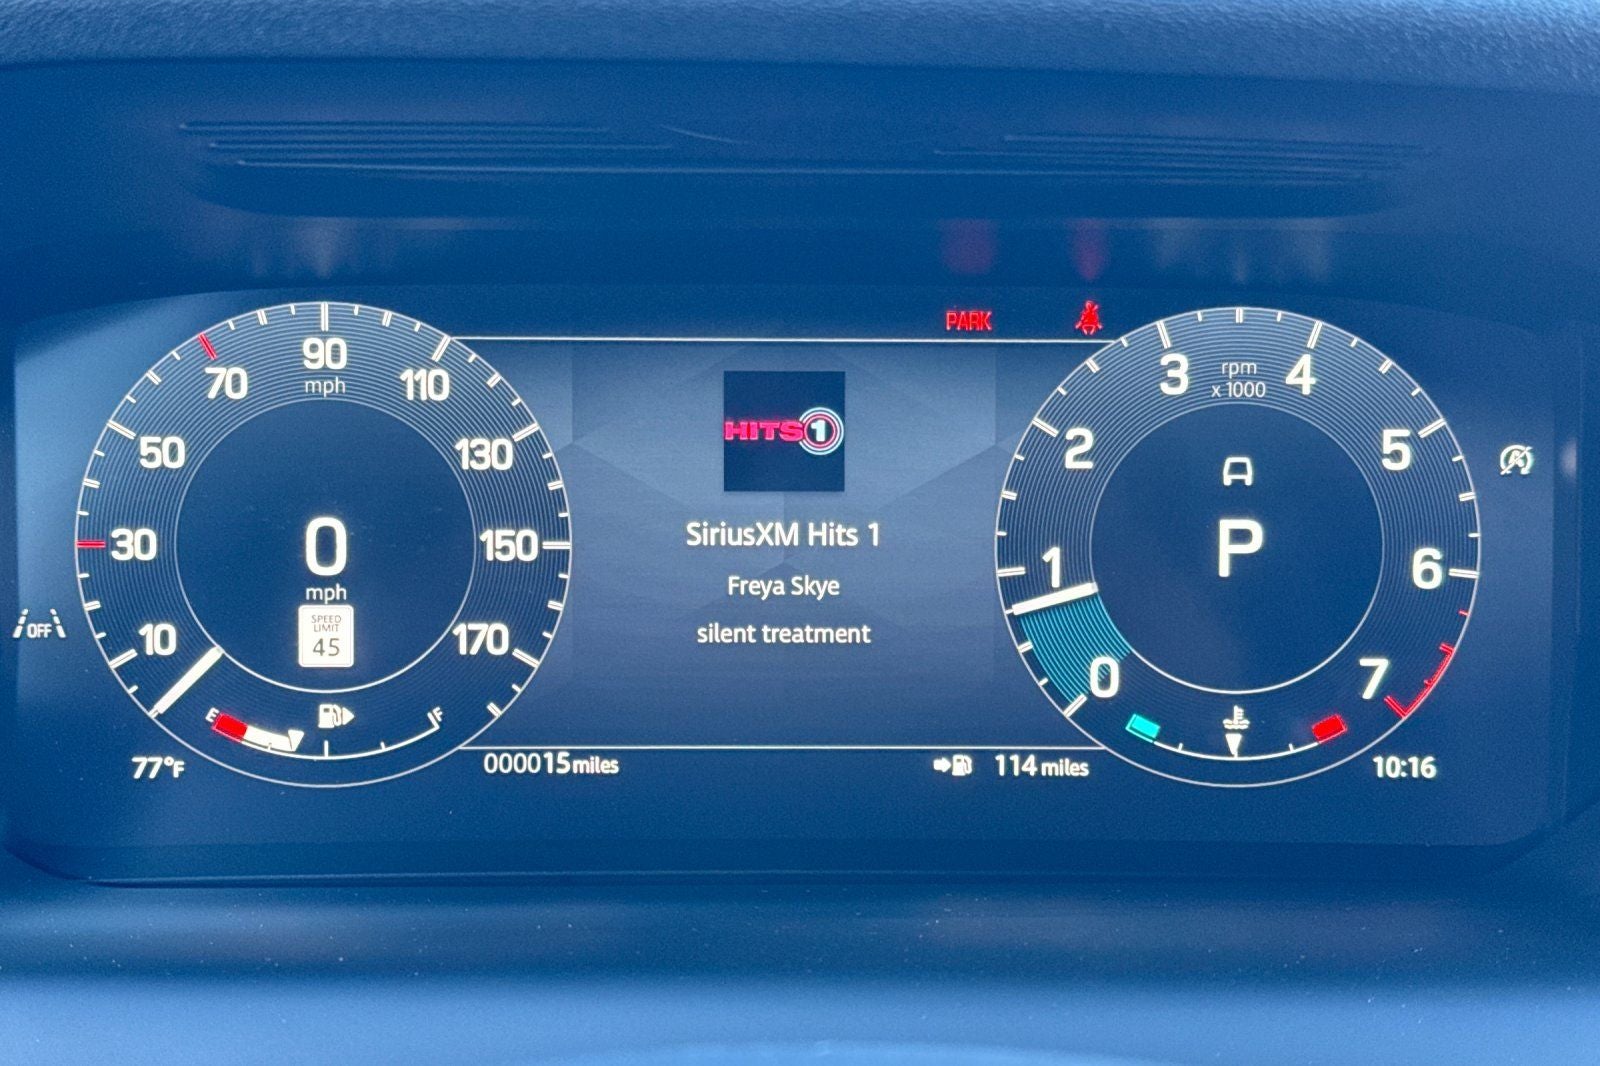 PARK
90
mph
70
110
50
130
30
150
10
170
0
mph
SPEED
LIMIT
45
E
F
77°F
000015 miles
HITS 1
SiriusXM Hits 1
Freya Skye
silent treatment
114 miles
3
rpm
x 1000
4
2
5
1
6
0
7
P
A
OFF
10:16